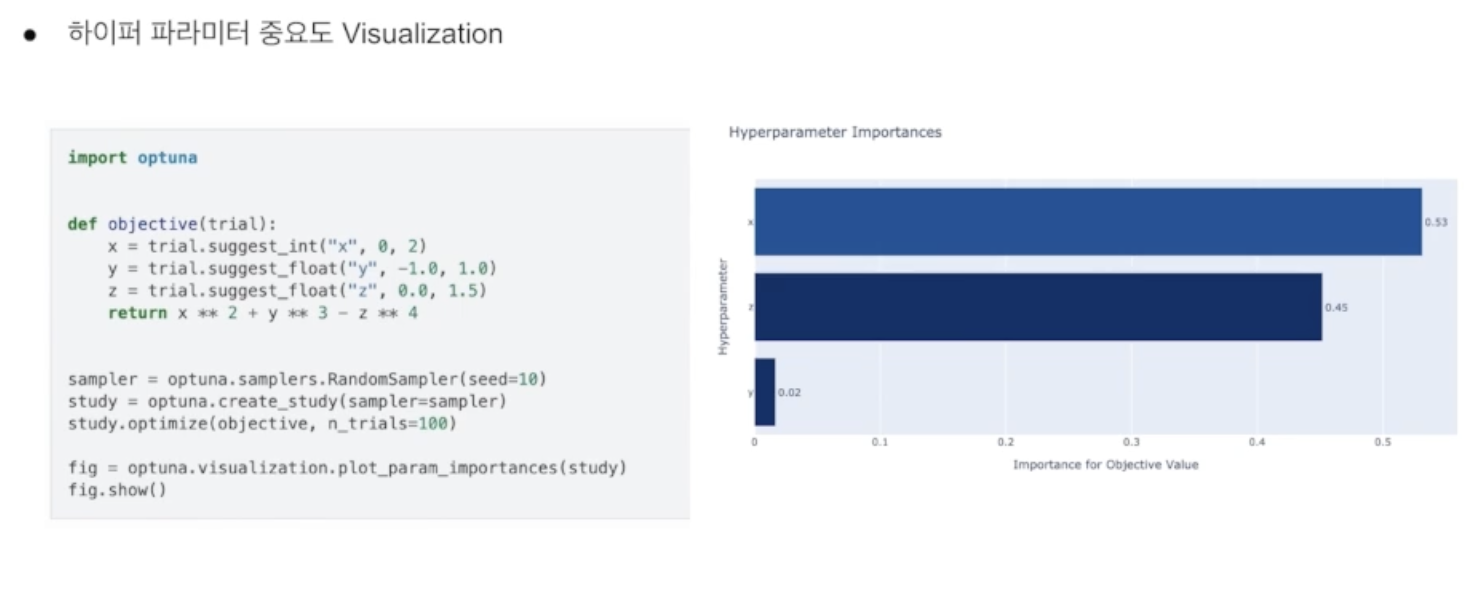 ● 하이퍼 파라미터 중요도 Visualization
import optuna
def objective(trial):
    x = trial.suggest_int("x", 0, 2)
    y = trial.suggest_float("y", -1.0, 1.0)
    z = trial.suggest_float("z", 0.0, 1.5)
    return x ** 2 + y ** 3 - z ** 4
sampler = optuna.samplers.RandomSampler(seed=10)
study = optuna.create_study(sampler=sampler)
study.optimize(objective, n_trials=100)
fig = optuna.visualization.plot_param_importances(study)
fig.show()
Hyperparameter Importances
Hyperparameter
x 0.53
z 0.45
y 0.02
0 0.1 0.2 0.3 0.4 0.5
Importance for Objective Value